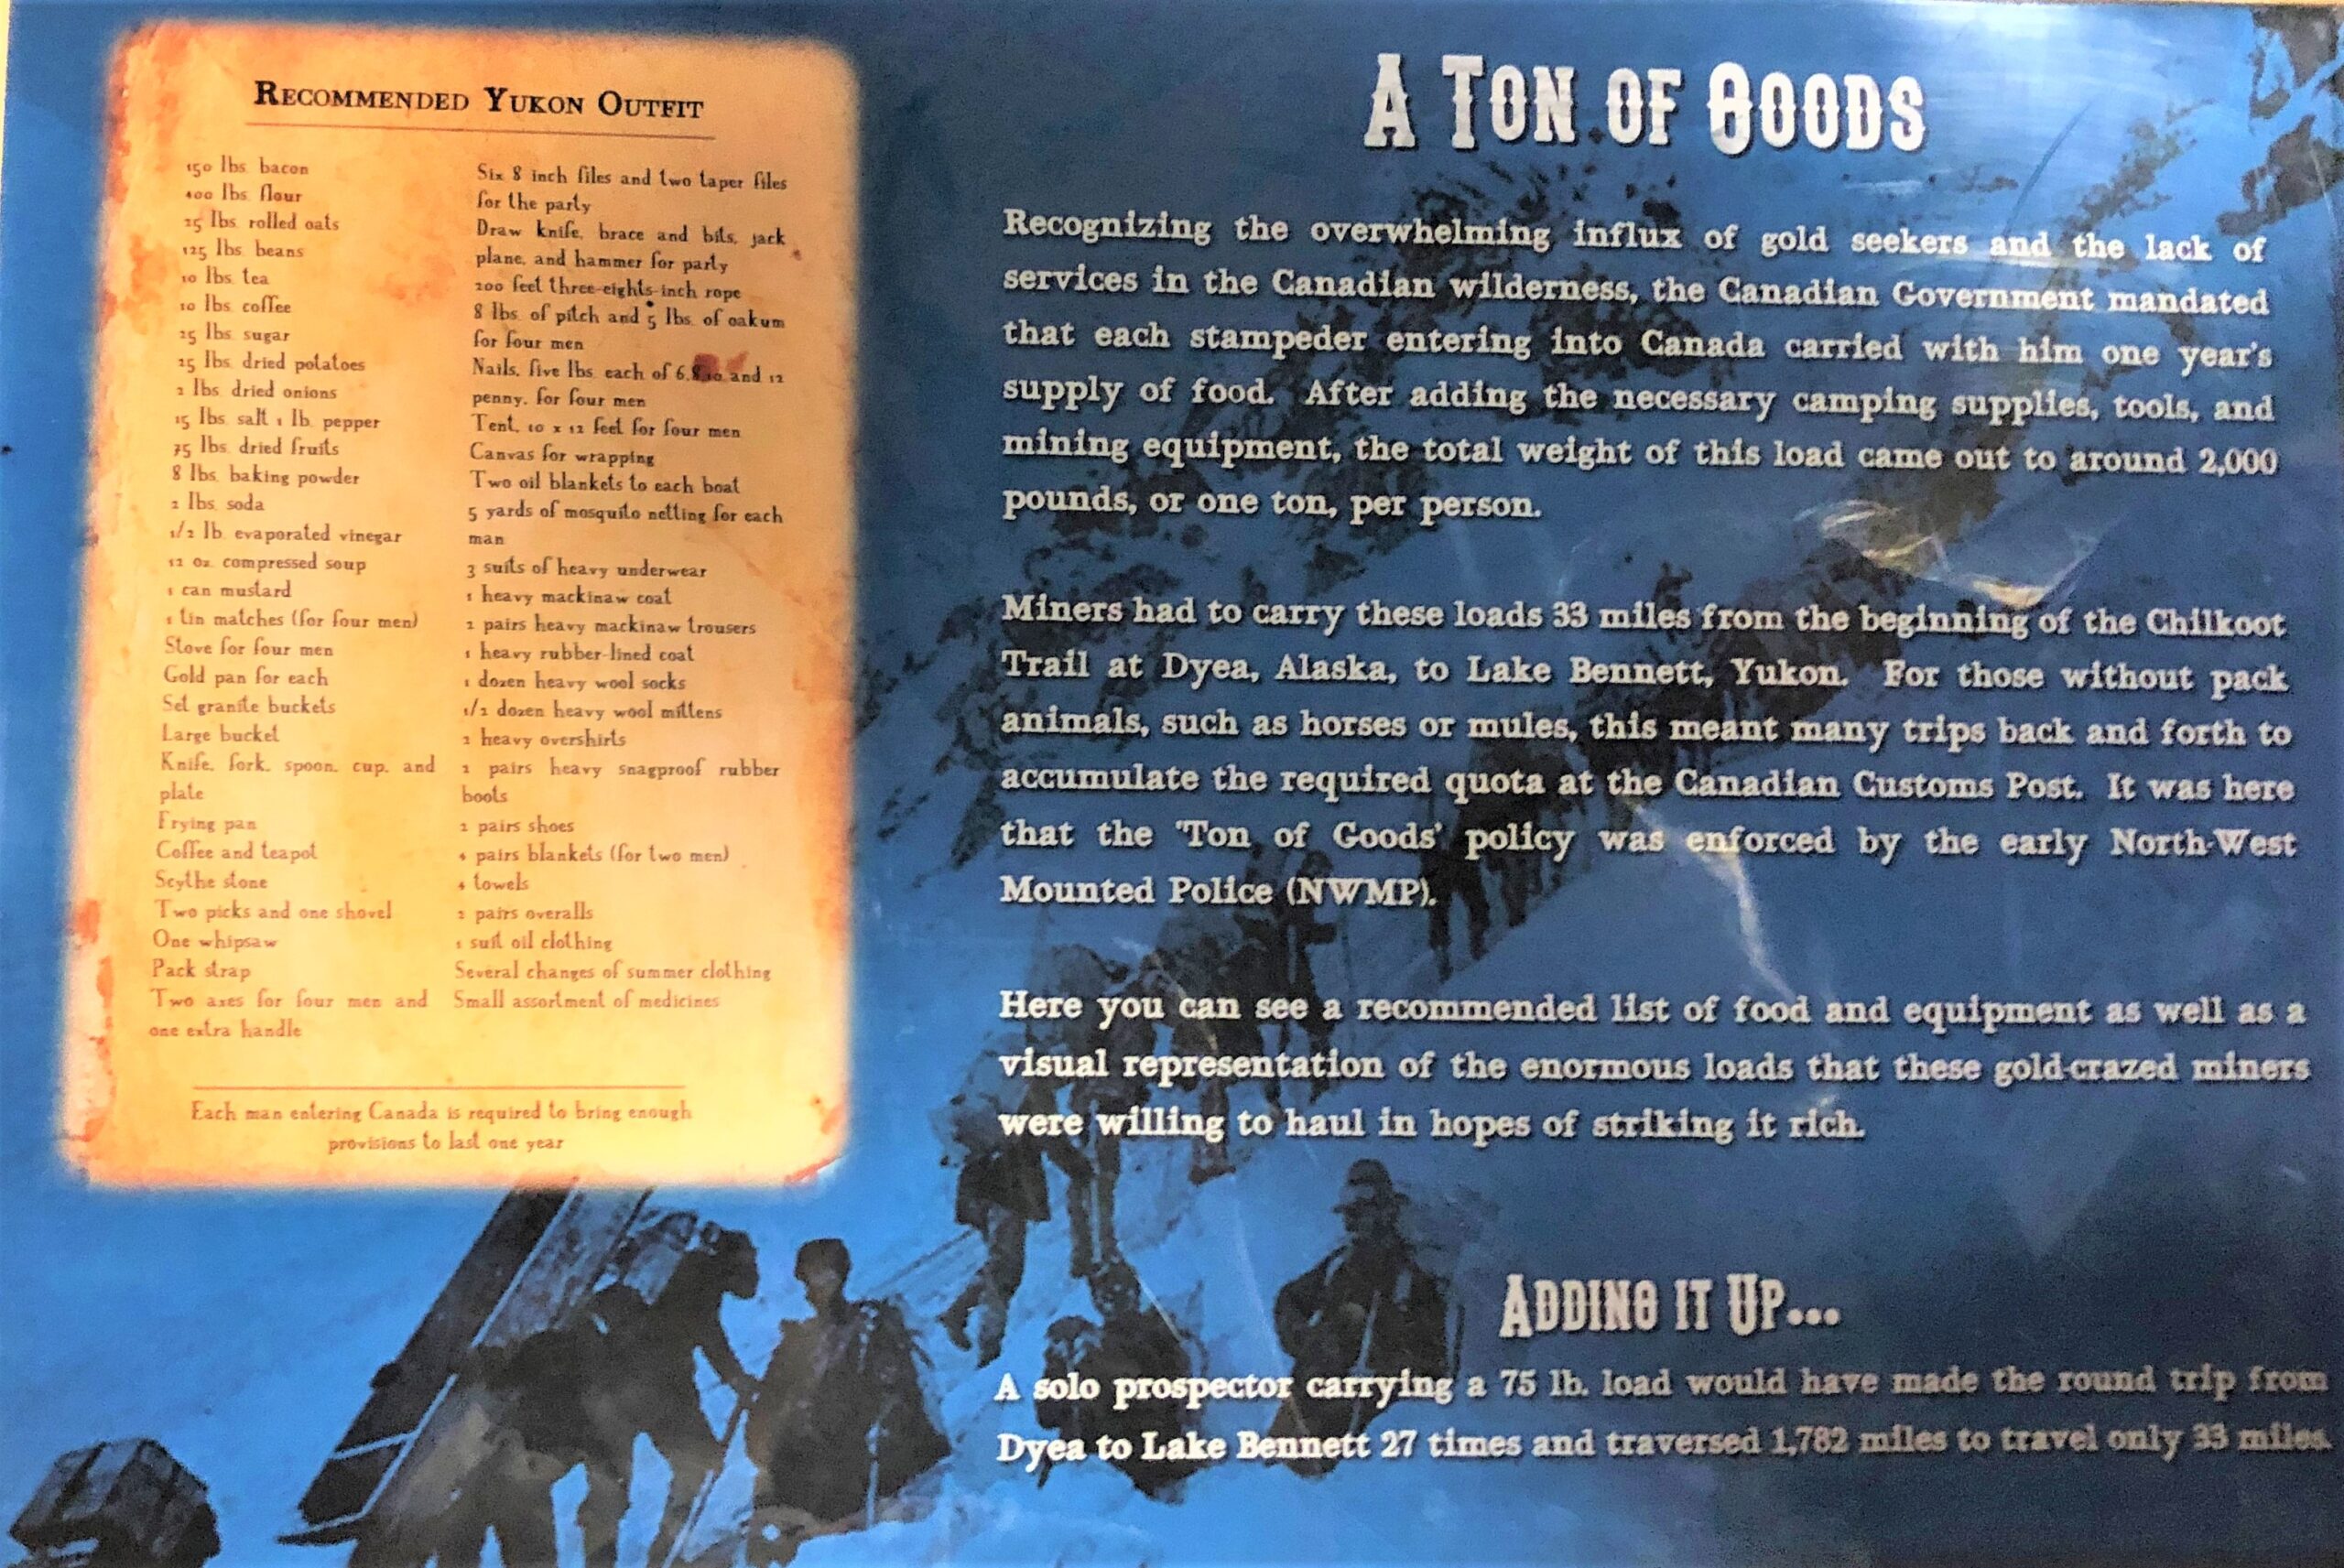 RECOMMENDED YUKON OUTFIT
150 lbs. bacon
400 lbs. flour
25 lbs. rolled oats
125 lbs. beans
10 lbs. tea
10 lbs. coffee
25 lbs. sugar
25 lbs. dried potatoes
2 lbs. dried onions
15 lbs. salt 1 lb. pepper
75 lbs. dried fruits
8 lbs. baking powder
2 lbs. soda
1/2 lb. evaporated vinegar
12 oz. compressed soup
1 can mustard
1 tin matches (for four men)
Stove for four men
Gold pan for each
Set granite buckets
Large bucket
Knife, fork, spoon, cup, and
plate
Frying pan
Coffee and teapot
Scythe stone
Two picks and one shovel
One whipsaw
Pack strap
Two axes for four men and
one extra handle
Six 8 inch files and two taper files
for the party
Draw knife, brace and bits, jack
plane, and hammer for party
200 feet three-eights-inch rope
8 lbs. of pitch and 5 lbs. of oakum
for four men
Nails, five lbs. each of 6,8,10 and 12
penny, for four men
Tent, 10 x 12 feet for four men
Canvas for wrapping
Two oil blankets to each boat
5 yards of mosquito netting for each
man
3 suits of heavy underwear
1 heavy mackinaw coat
2 pairs heavy mackinaw trousers
1 heavy rubber-lined coat
1 dozen heavy wool socks
1/2 dozen heavy wool mittens
2 heavy overshirts
2 pairs heavy snagproof rubber
boots
2 pairs shoes
4 pairs blankets (for two men)
4 towels
2 pairs overalls
1 suit oil clothing
Several changes of summer clothing
Small assortment of medicines
Each man entering Canada is required to bring enough
provisions to last one year
A TON OF GOODS
Recognizing the overwhelming influx of gold seekers and the lack of
services in the Canadian wilderness, the Canadian Government mandated
that each stampeder entering into Canada carried with him one year's
supply of food. After adding the necessary camping supplies, tools, and
mining equipment, the total weight of this load came out to around 2,000
pounds, or one ton, per person.
Miners had to carry these loads 33 miles from the beginning of the Chilkoot
Trail at Dyea, Alaska, to Lake Bennett, Yukon. For those without pack
animals, such as horses or mules, this meant many trips back and forth to
accumulate the required quota at the Canadian Customs Post. It was here
that the 'Ton of Goods' policy was enforced by the early North-West
Mounted Police (NWMP).
Here you can see a recommended list of food and equipment as well as a
visual representation of the enormous loads that these gold-crazed miners
were willing to haul in hopes of striking it rich.
ADDING IT UP...
A solo prospector carrying a 75 lb. load would have made the round trip from
Dyea to Lake Bennett 27 times and traversed 1,782 miles to travel only 33 miles.